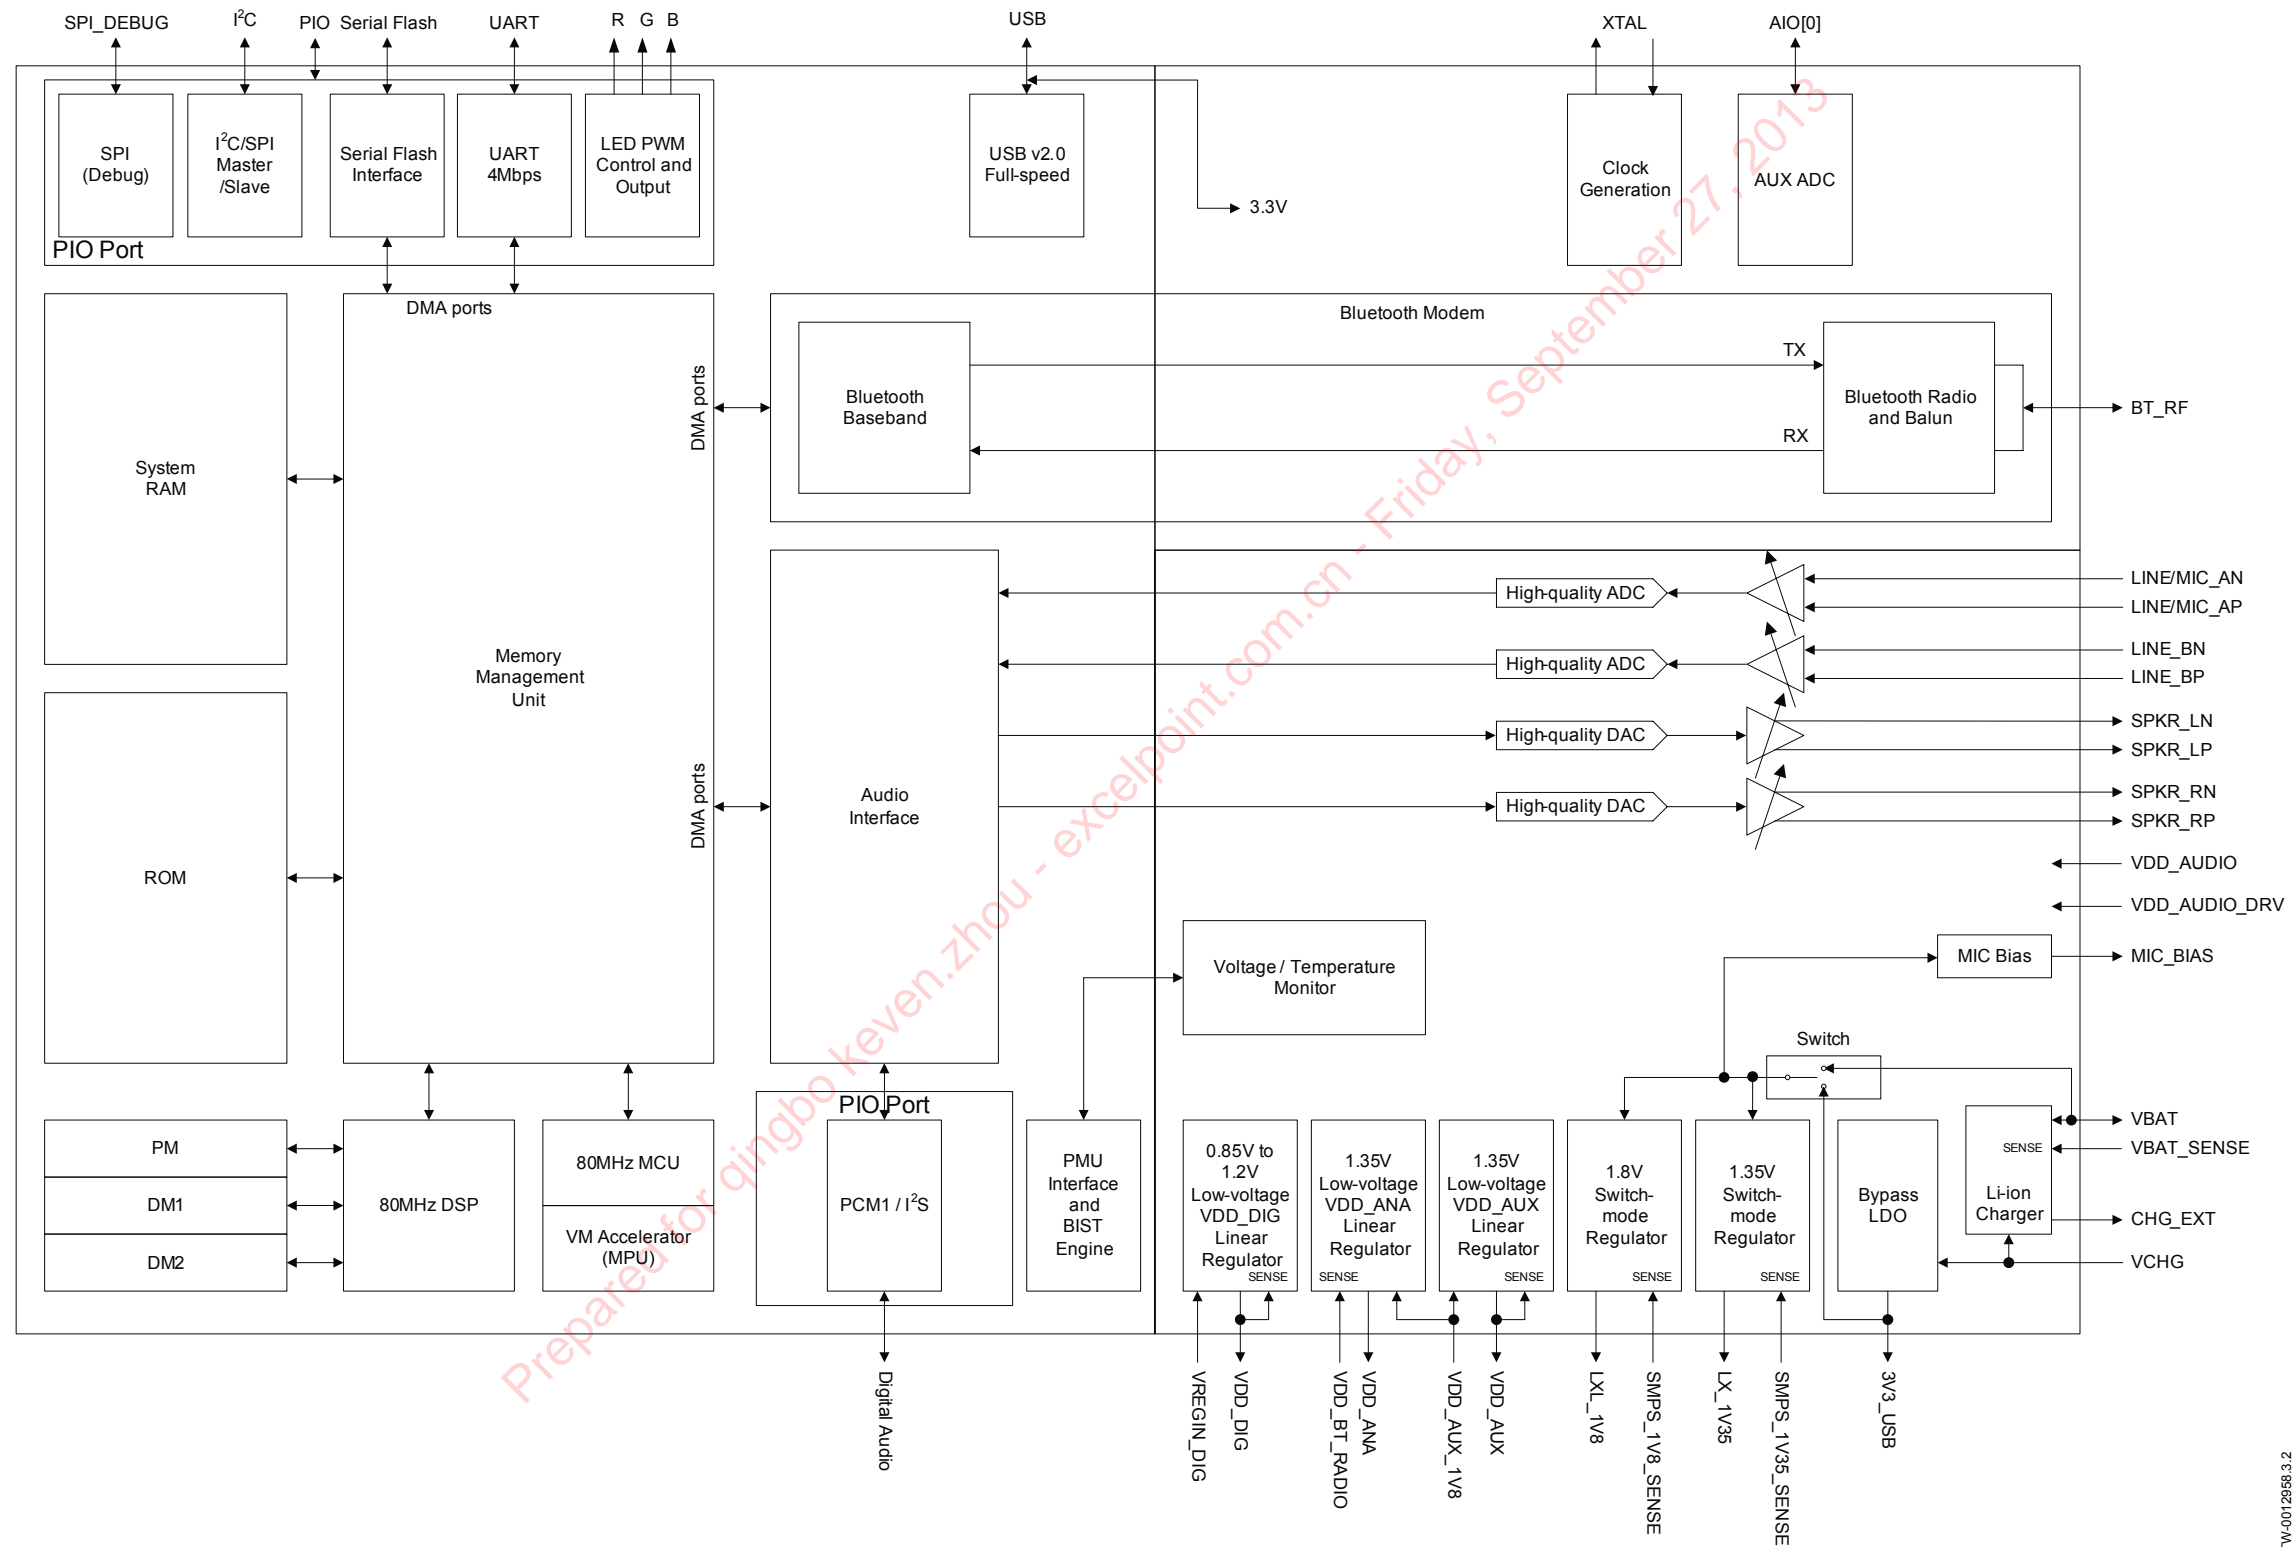 SPI_DEBUG
I²C
PIO
Serial Flash
UART
R
G
B
USB
XTAL
AIO[0]
SPI
(Debug)
I²C/SPI
Master
/Slave
Serial Flash
Interface
UART
4Mbps
LED PWM
Control and
Output
PIO Port
USB v2.0
Full-speed
3.3V
Clock
Generation
AUX ADC
DMA ports
Bluetooth Modem
DMA ports
Bluetooth
Baseband
TX
RX
Bluetooth Radio
and Balun
BT_RF
System
RAM
Memory
Management
Unit
ROM
DMA ports
Audio
Interface
High-quality ADC
High-quality ADC
High-quality DAC
High-quality DAC
LINE/MIC_AN
LINE/MIC_AP
LINE_BN
LINE_BP
SPKR_LN
SPKR_LP
SPKR_RN
SPKR_RP
VDD_AUDIO
VDD_AUDIO_DRV
MIC Bias
MIC_BIAS
Voltage / Temperature
Monitor
Switch
PM
DM1
DM2
80MHz DSP
80MHz MCU
VM Accelerator
(MPU)
PIO Port
PCM1 / I²S
PMU
Interface
and
BIST
Engine
0.85V to
1.2V
Low-voltage
VDD_DIG
Linear
Regulator
SENSE
1.35V
Low-voltage
VDD_ANA
Linear
Regulator
SENSE
1.35V
Low-voltage
VDD_AUX
Linear
Regulator
SENSE
1.8V
Switch-
mode
Regulator
SENSE
1.35V
Switch-
mode
Regulator
SENSE
Bypass
LDO
SENSE
Li-ion
Charger
VBAT
VBAT_SENSE
CHG_EXT
VCHG
Digital Audio
VREGIN_DIG
VDD_DIG
VDD_BT_RADIO
VDD_ANA
VDD_AUX_1V8
VDD_AUX
LXL_1V8
SMPS_1V8_SENSE
LX_1V35
SMPS_1V35_SENSE
3V3_USB
Prepared for qingbo keven.zhou - excelpoint.com.cn - Friday, September 27, 2013